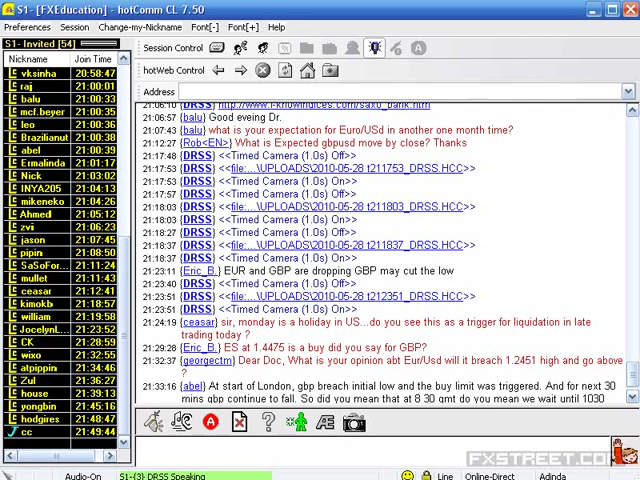 S1- [FXEducation] - hotComm CL 7.50
Preferences Session Change-my-Nickname Font[-] Font[+] Help
S1- Invited [54]
Nickname Join Time
vksinha 20:58:47
raj 21:00:01
balu 21:00:33
mcf.beyer 21:00:35
leo 21:00:36
Brazilianut 21:00:38
abel 21:00:39
Ermalinda 21:01:17
Nick 21:03:02
INYA205 21:04:13
mikeneko 21:04:26
Ahmed 21:05:12
zvi 21:06:00
jason 21:07:45
pipin 21:08:50
SaSoFor... 21:11:24
mullet 21:11:43
ceasar 21:12:41
kimokb 21:18:57
william 21:19:58
JocelynL... 21:23:52
CK 21:28:59
wixo 21:32:55
atpippin 21:34:46
Zul 21:36:27
house 21:39:13
yongbin 21:45:16
hodgires 21:48:47
cc 21:49:44
Session Control
hotWeb Control
Address
21:06:10 {DRSS} http://www.f-knowindices.com/saxo_bank.html
21:06:57 {balu} Good eveing Dr.
21:07:43 {balu} what is your expectation for Euro/USd in another one month time?
21:12:27 {Rob<EN>} What is Expected gbpusd move by close? Thanks
21:17:48 {DRSS} <<Timed Camera (1.0s) Off>>
21:17:53 {DRSS} <<file:...\UPLOADS\2010-05-28 t211753_DRSS.HCC>>
21:17:53 {DRSS} <<Timed Camera (1.0s) On>>
21:18:03 {DRSS} <<file:...\UPLOADS\2010-05-28 t211803_DRSS.HCC>>
21:18:03 {DRSS} <<Timed Camera (1.0s) On>>
21:18:27 {DRSS} <<Timed Camera (1.0s) Off>>
21:18:37 {DRSS} <<file:...\UPLOADS\2010-05-28 t211837_DRSS.HCC>>
21:18:37 {DRSS} <<Timed Camera (1.0s) On>>
21:23:11 {Eric_B.} EUR and GBP are dropping GBP may cut the low
21:23:40 {DRSS} <<Timed Camera (1.0s) Off>>
21:23:51 {DRSS} <<file:...\UPLOADS\2010-05-28 t212351_DRSS.HCC>>
21:23:51 {DRSS} <<Timed Camera (1.0s) On>>
21:24:19 {ceasar} sir, monday is a holiday in US...do you see this as a trigger for liquidation in late
trading today ?
21:29:28 {Eric_B.} ES at 1.4475 is a buy did you say for GBP?
21:32:37 {georgectm} Dear Doc, What is your opinion abt Eur/Usd will it breach 1.2451 high and go above
?
21:33:16 {abel} At start of London, gbp breach initial low and the buy limit was triggered. And for next 30
mins gbp continue to fall. So did you mean that at 8 30 gmt do you mean we wait until 1030
FXSTREET.CO
Audio-On S1-{3} DRSS Speaking Line Online-Direct Adinda